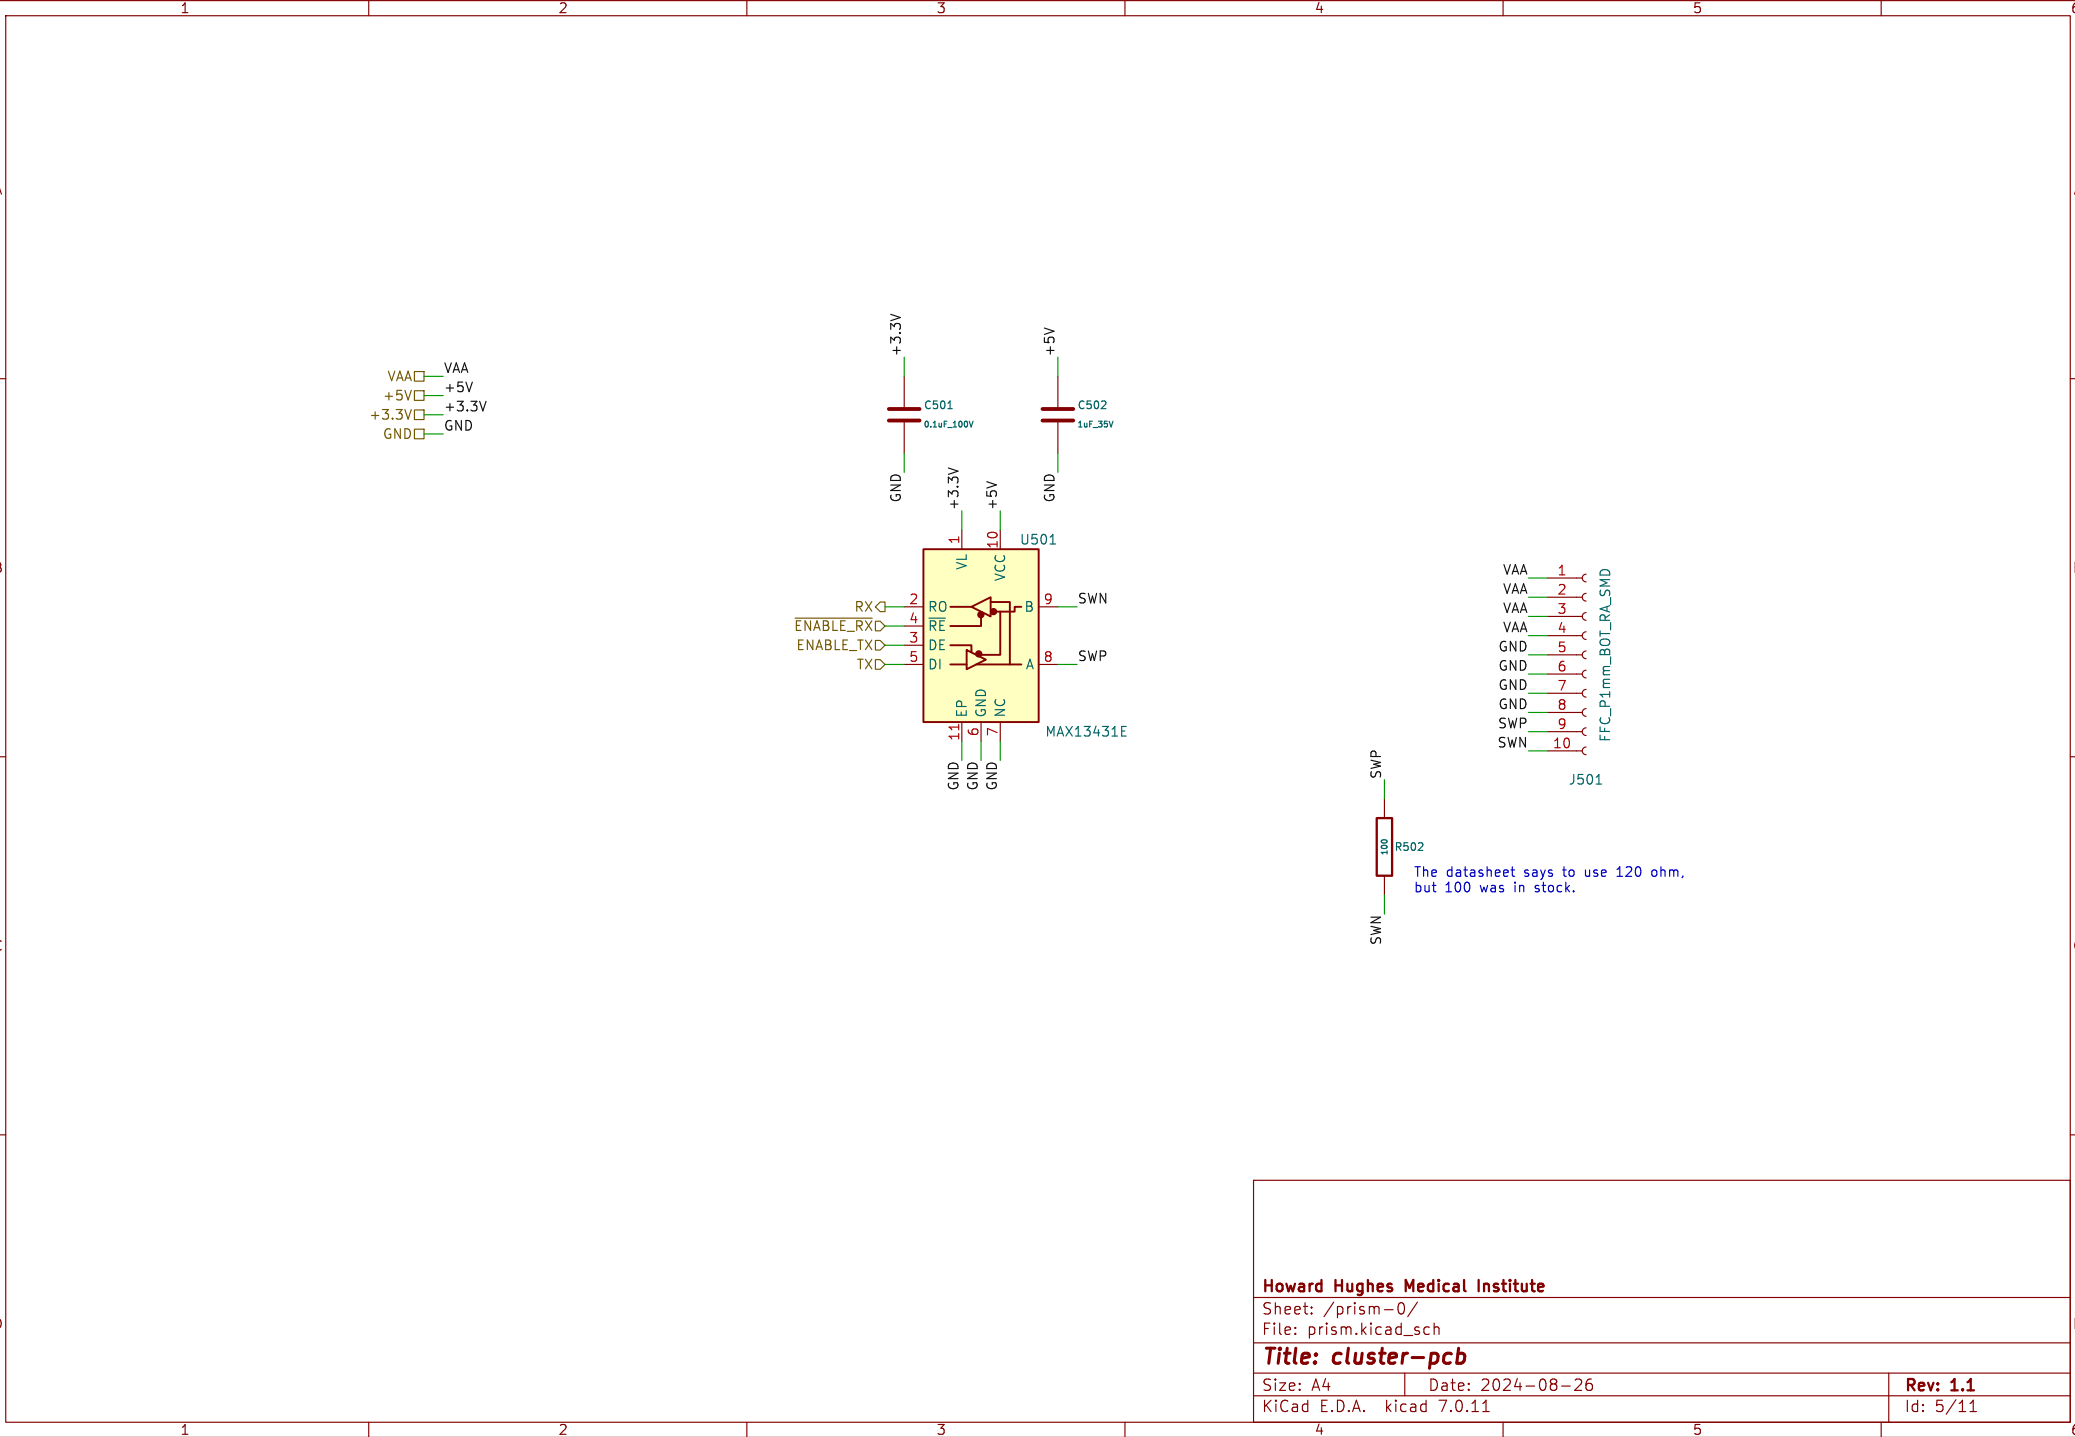 1 2 3 4 5 6
+3.3V
+5V
VAA VAA
+5V +5V
+3.3V +3.3V
GND GND
C501
0.1uF_100V
C502
1uF_35V
GND
GND
+3.3V
+5V
U501
1
10
VL
VCC
RX
2
RO
ENABLE_RX
4
RE
ENABLE_TX
3
DE
TX
5
DI
B
9
SWN
A
8
SWP
EP
GND
NC
11
6
7
MAX13431E
GND
GND
GND
VAA 1
VAA 2
VAA 3
VAA 4
GND 5
GND 6
GND 7
GND 8
SWP 9
SWN 10
FFC_P1mm_BOT_RA_SMD
J501
SWP
100
R502
SWN
The datasheet says to use 120 ohm,
but 100 was in stock.
Howard Hughes Medical Institute
Sheet: /prism-0/
File: prism.kicad_sch
Title: cluster-pcb
Size: A4 Date: 2024-08-26 Rev: 1.1
KiCad E.D.A. kicad 7.0.11 Id: 5/11
1 2 3 4 5 6